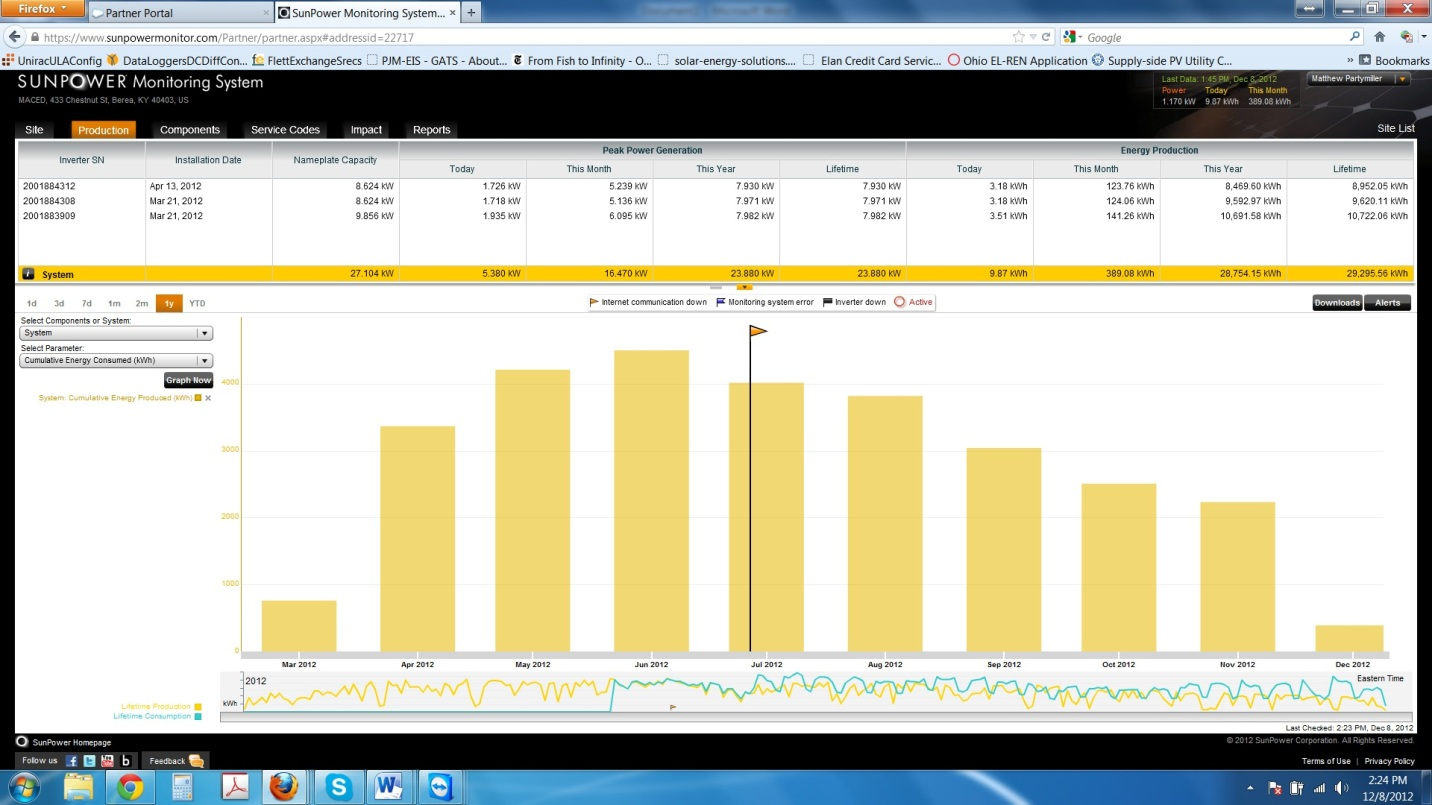 Firefox
Partner Portal
SunPower Monitoring System...
https://www.sunpowermonitor.com/Partner/partner.aspx#addressid=22717
Google
UniracULAConfig DataLoggersDCDiffCon... FlettExchangeSrecs PJM-EIS - GATS - About... From Fish to Infinity - O... solar-energy-solutions.... Elan Credit Card Servic... Ohio EL-REN Application Supply-side PV Utility C... » Bookmarks
SUNPOWER Monitoring System
MACED, 433 Chestnut St, Berea, KY 40403, US
Last Data: 1:45 PM, Dec 8, 2012
Power Today This Month
1.170 kW 9.87 kWh 389.08 kWh
Matthew Partymiller
Site Production Components Service Codes Impact Reports Site List
Inverter SN Installation Date Nameplate Capacity Peak Power Generation Energy Production
Today This Month This Year Lifetime Today This Month This Year Lifetime
2001884312 Apr 13, 2012 8.624 kW 1.726 kW 5.239 kW 7.930 kW 7.930 kW 3.18 kWh 123.76 kWh 8,469.60 kWh 8,952.05 kWh
2001884308 Mar 21, 2012 8.624 kW 1.718 kW 5.136 kW 7.971 kW 7.971 kW 3.18 kWh 124.06 kWh 9,592.97 kWh 9,620.11 kWh
2001883909 Mar 21, 2012 9.856 kW 1.935 kW 6.095 kW 7.982 kW 7.982 kW 3.51 kWh 141.26 kWh 10,691.58 kWh 10,722.06 kWh
System 27.104 kW 5.380 kW 16.470 kW 23.880 kW 23.880 kW 9.87 kWh 389.08 kWh 28,754.15 kWh 29,295.56 kWh
1d 3d 7d 1m 2m 1y YTD
Internet communication down Monitoring system error Inverter down Active
Downloads Alerts
Select Components or System:
System
Select Parameter:
Cumulative Energy Consumed (kWh)
Graph Now
System: Cumulative Energy Produced (kWh)
4000
3000
2000
1000
0
Mar 2012 Apr 2012 May 2012 Jun 2012 Jul 2012 Aug 2012 Sep 2012 Oct 2012 Nov 2012 Dec 2012
2012 Eastern Time
kWh
Lifetime Production
Lifetime Consumption
Last Checked: 2:23 PM, Dec 8, 2012
SunPower Homepage
© 2012 SunPower Corporation. All Rights Reserved.
Follow us f t You Tube b Feedback
Terms of Use | Privacy Policy
2:24 PM
12/8/2012